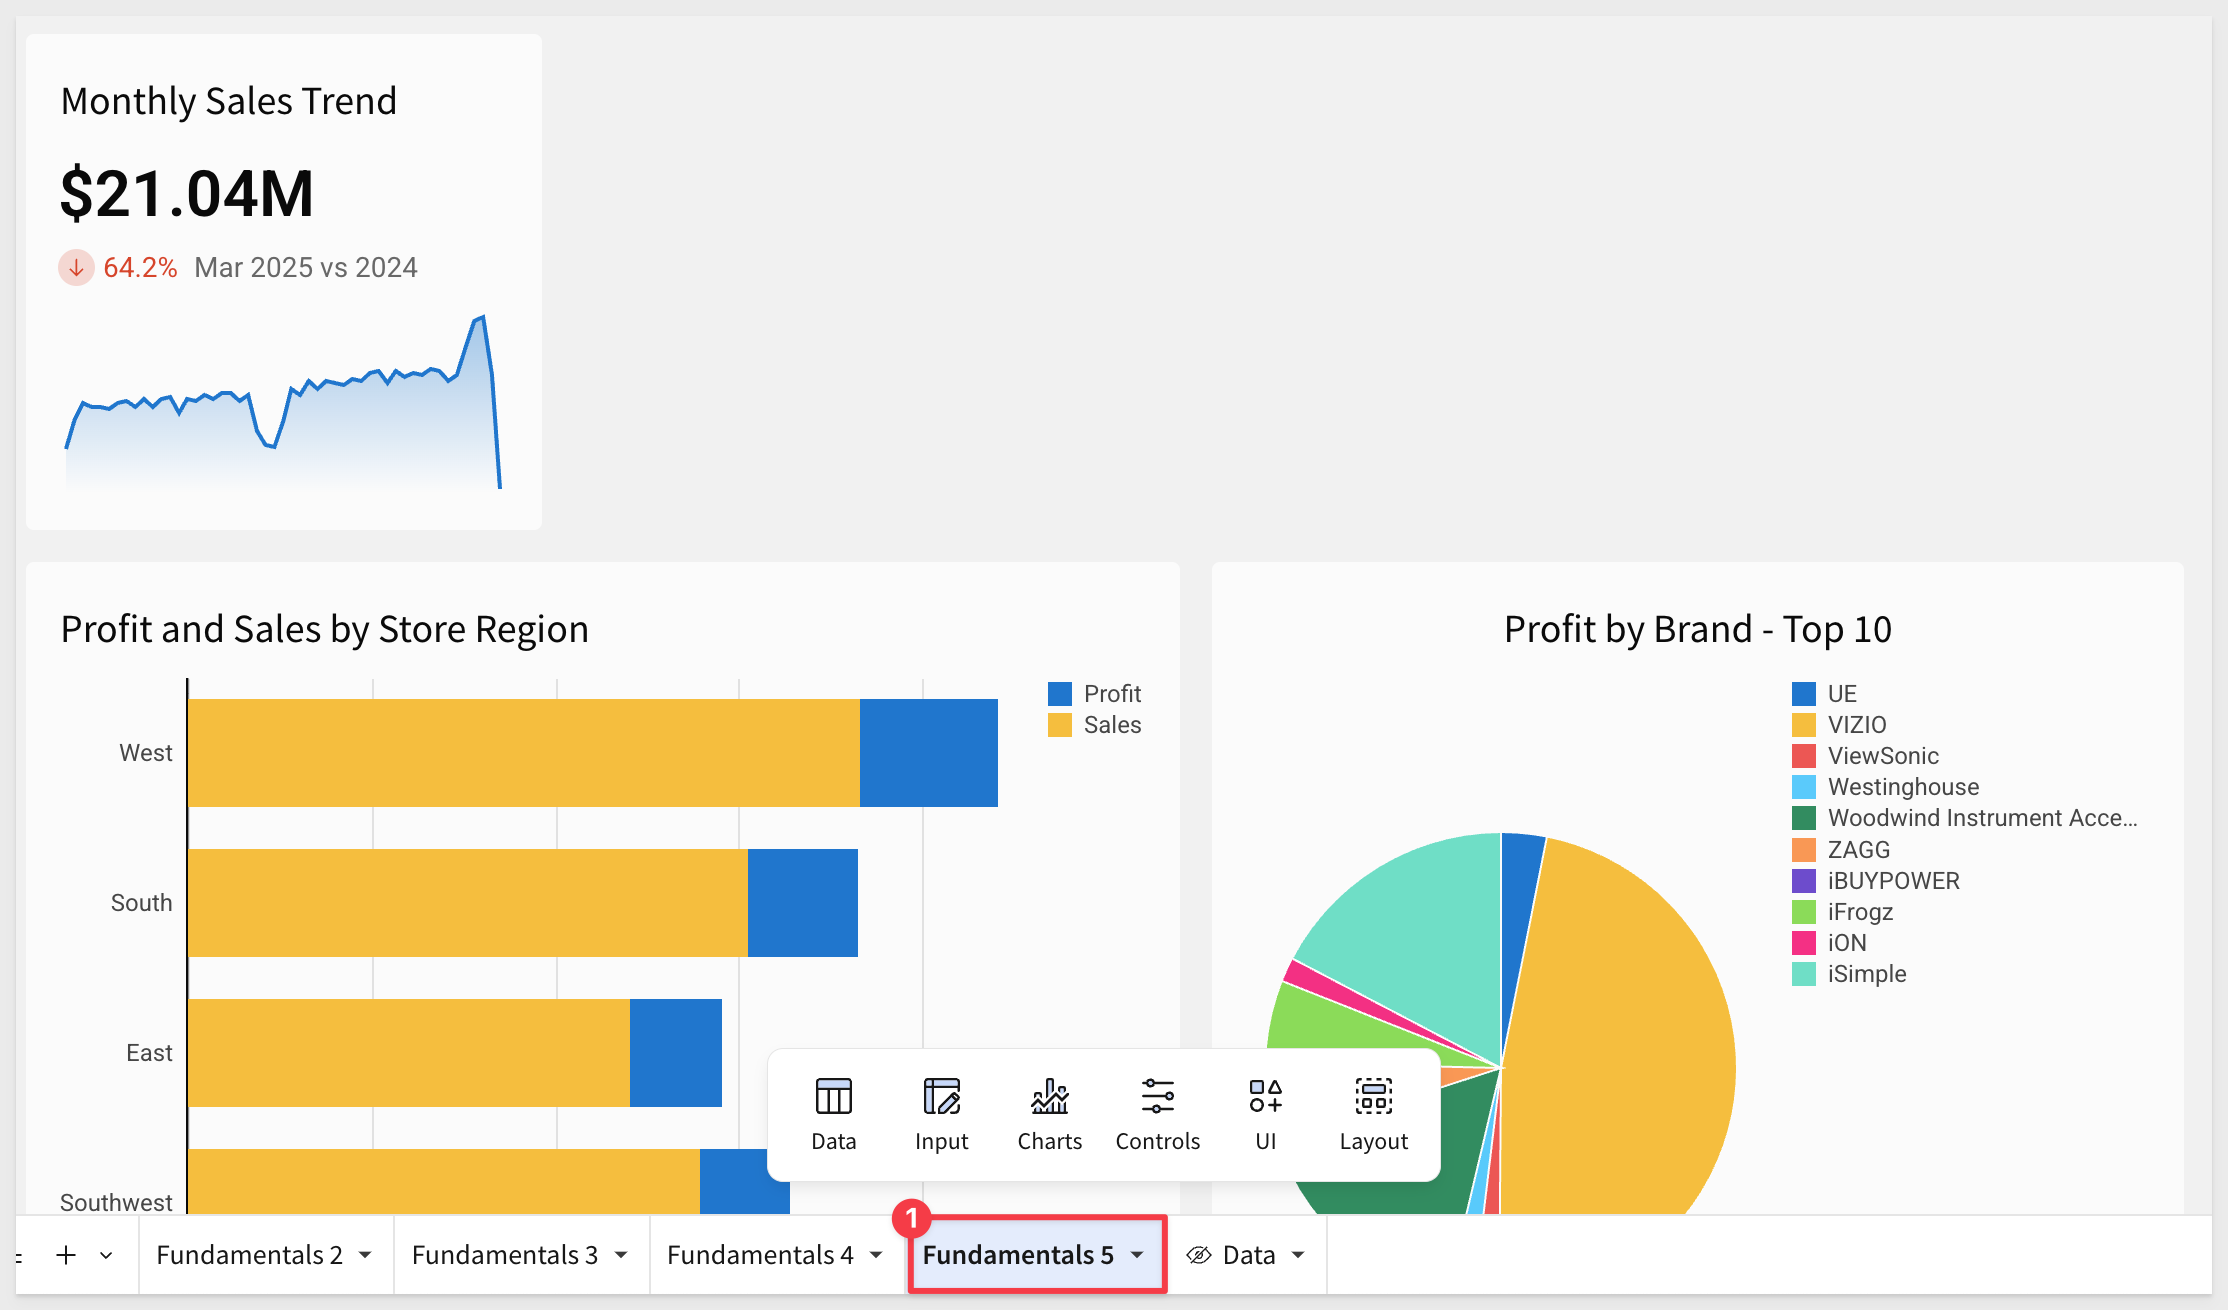 Monthly Sales Trend
$21.04M
64.2% Mar 2025 vs 2024
Profit and Sales by Store Region
Profit
Sales
West
South
East
Southwest
Profit by Brand - Top 10
UE
VIZIO
ViewSonic
Westinghouse
Woodwind Instrument Acce...
ZAGG
iBUYPOWER
iFrogz
iON
iSimple
Data Input Charts Controls UI Layout
1
Fundamentals 2 Fundamentals 3 Fundamentals 4 Fundamentals 5 Data